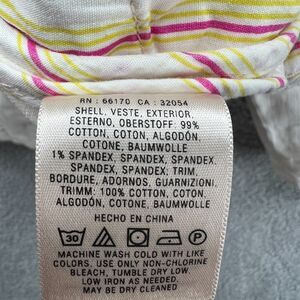 RN : 66170 CA : 32054
SHELL, VESTE, EXTERIOR,
ESTERNO, OBERSTOFF: 99%
COTTON, COTON, ALGODÓN,
COTONE, BAUMWOLLE
1% SPANDEX, SPANDEX, SPANDEX,
SPANDEX, SPANDEX; TRIM,
BORDURE, ADORNOS, GUARNIZIONI,
TRIMM: 100% COTTON, COTON,
ALGODÓN, COTONE, BAUMWOLLE
HECHO EN CHINA
30 P
MACHINE WASH COLD WITH LIKE
COLORS. USE ONLY NON-CHLORINE
BLEACH, TUMBLE DRY LOW
LOW IRON AS NEEDED.
MAY BE DRY CLEANED